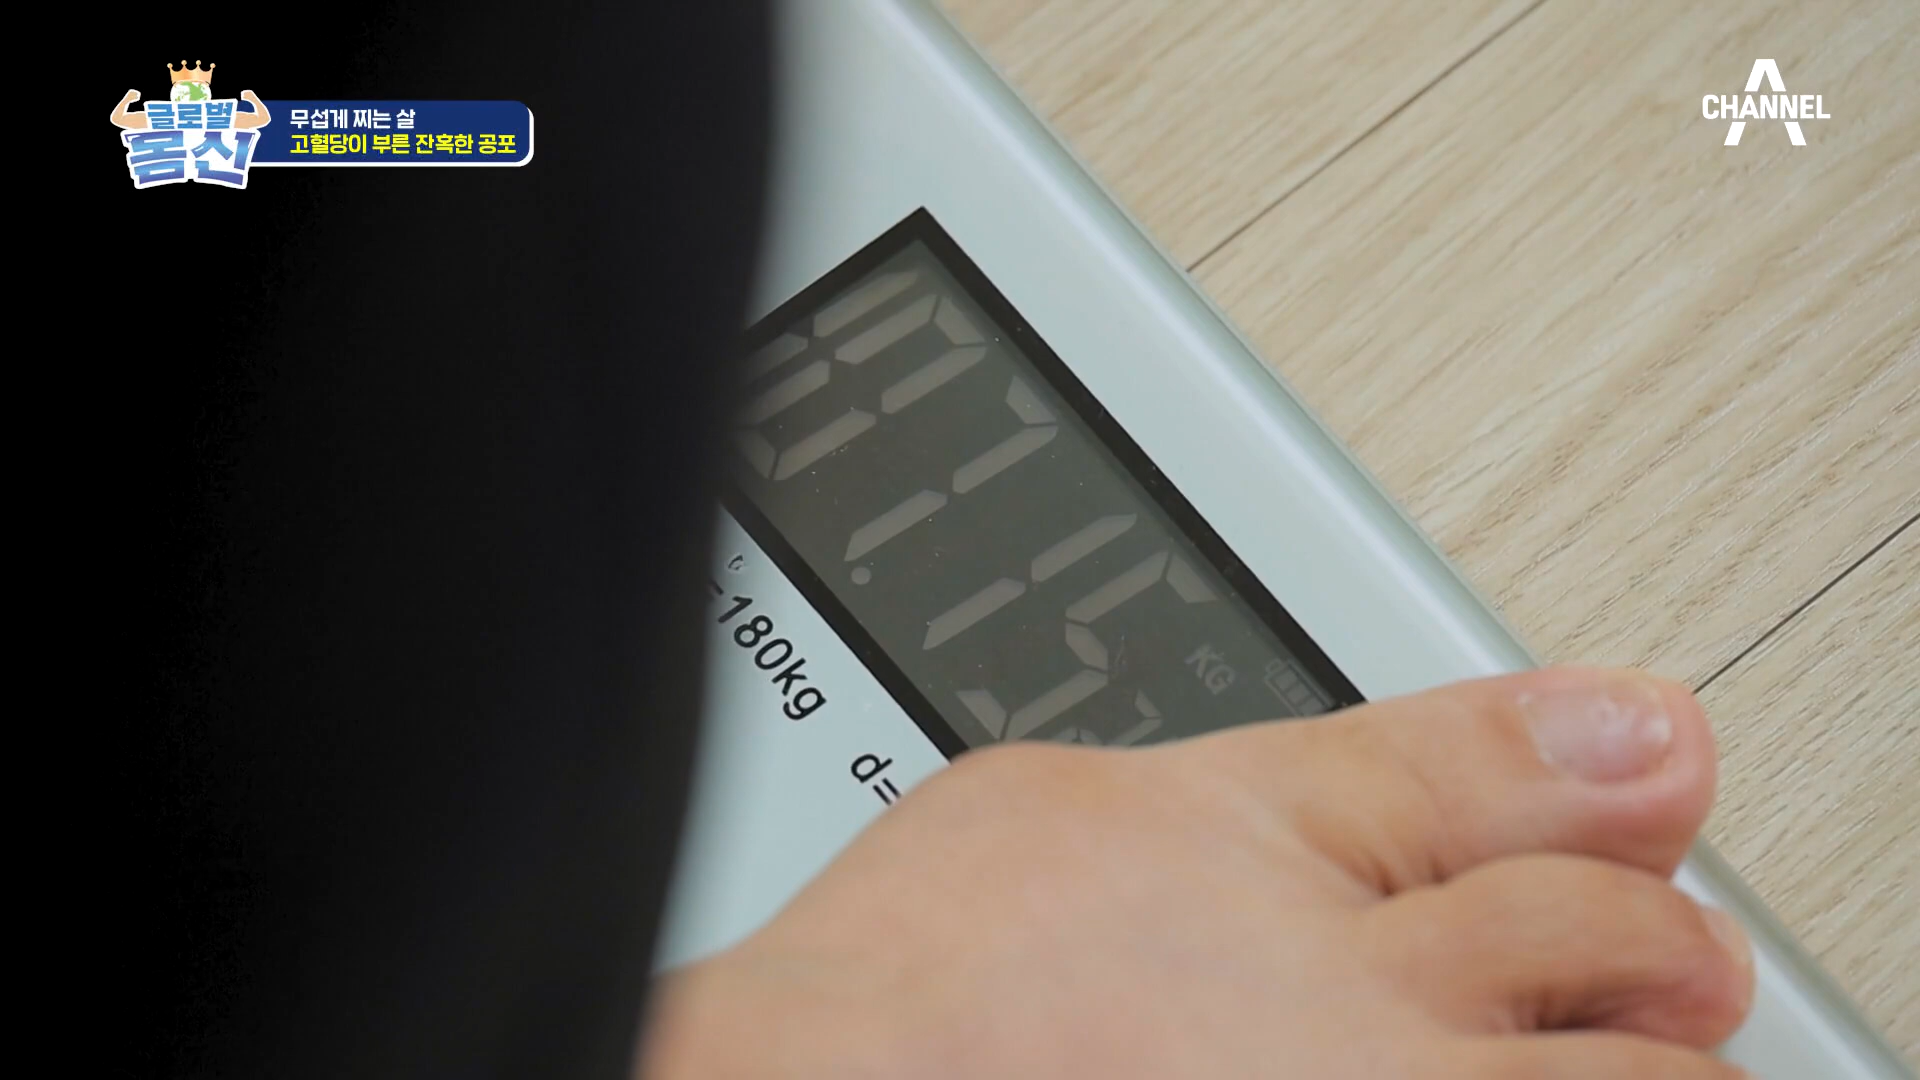 글로벌
몸신
무섭게 찌는 살
고혈당이 부른 잔혹한 공포
CHANNEL A
-180kg
d=
KG